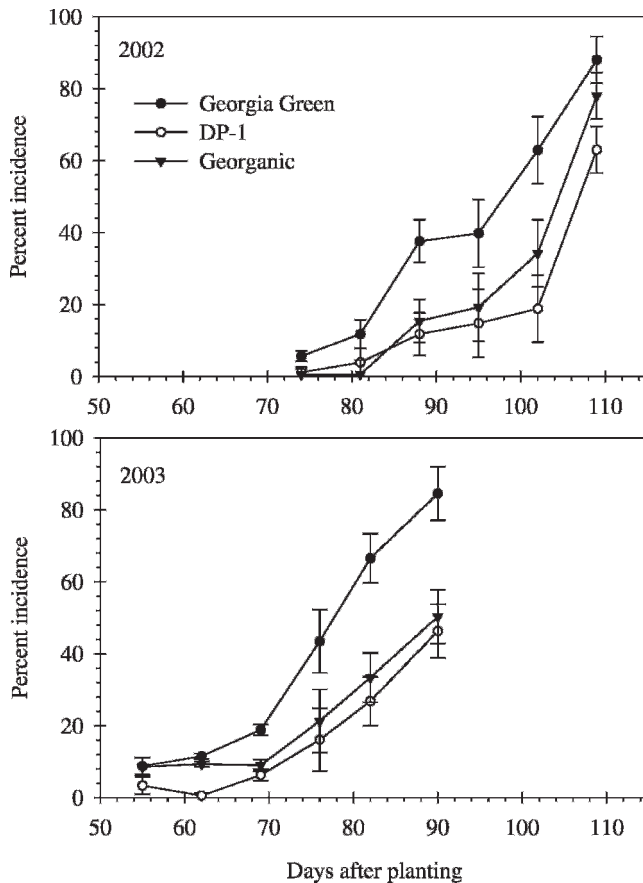 100
2002
Georgia Green
DP-1
Georganic
80
60
40
20
0
Percent incidence
50 60 70 80 90 100 110
100
2003
80
60
40
20
0
Percent incidence
50 60 70 80 90 100 110
Days after planting